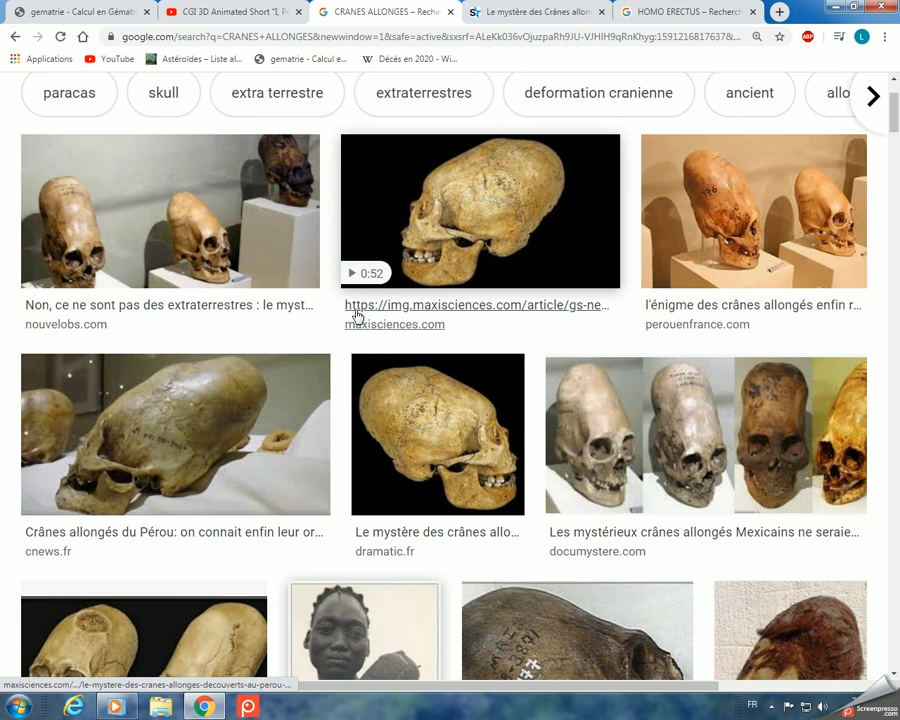 gematrie - Calcul en Gémat
CGI 3D Animated Short "I, P
CRANES ALLONGES – Reche
Le mystère des Crânes allon
HOMO ERECTUS – Recherch
google.com/search?q=CRANES+ALLONGES&newwindow=1&safe=active&sxsrf=ALeKk036vOjuzpaRh9JU-VJHIH9qRnKhyg:1591216817637&...
ABP
L
Applications
YouTube
Astéroïdes – Liste al...
gematrie - Calcul e...
W Décès en 2020 - Wi...
paracas
skull
extra terrestre
extraterrestres
deformation cranienne
ancient
allo
0:52
Non, ce ne sont pas des extraterrestres : le myst...
nouvelobs.com
https://img.maxisciences.com/article/gs-ne...
maxisciences.com
l'énigme des crânes allongés enfin r...
perouenfrance.com
Crânes allongés du Pérou: on connait enfin leur or...
cnews.fr
Le mystère des crânes allo...
dramatic.fr
Les mystérieux crânes allongés Mexicains ne seraie...
documystere.com
maxisciences.com/.../le-mystere-des-cranes-allonges-decouverts-au-perou-...
FR
Screenpresso
.com